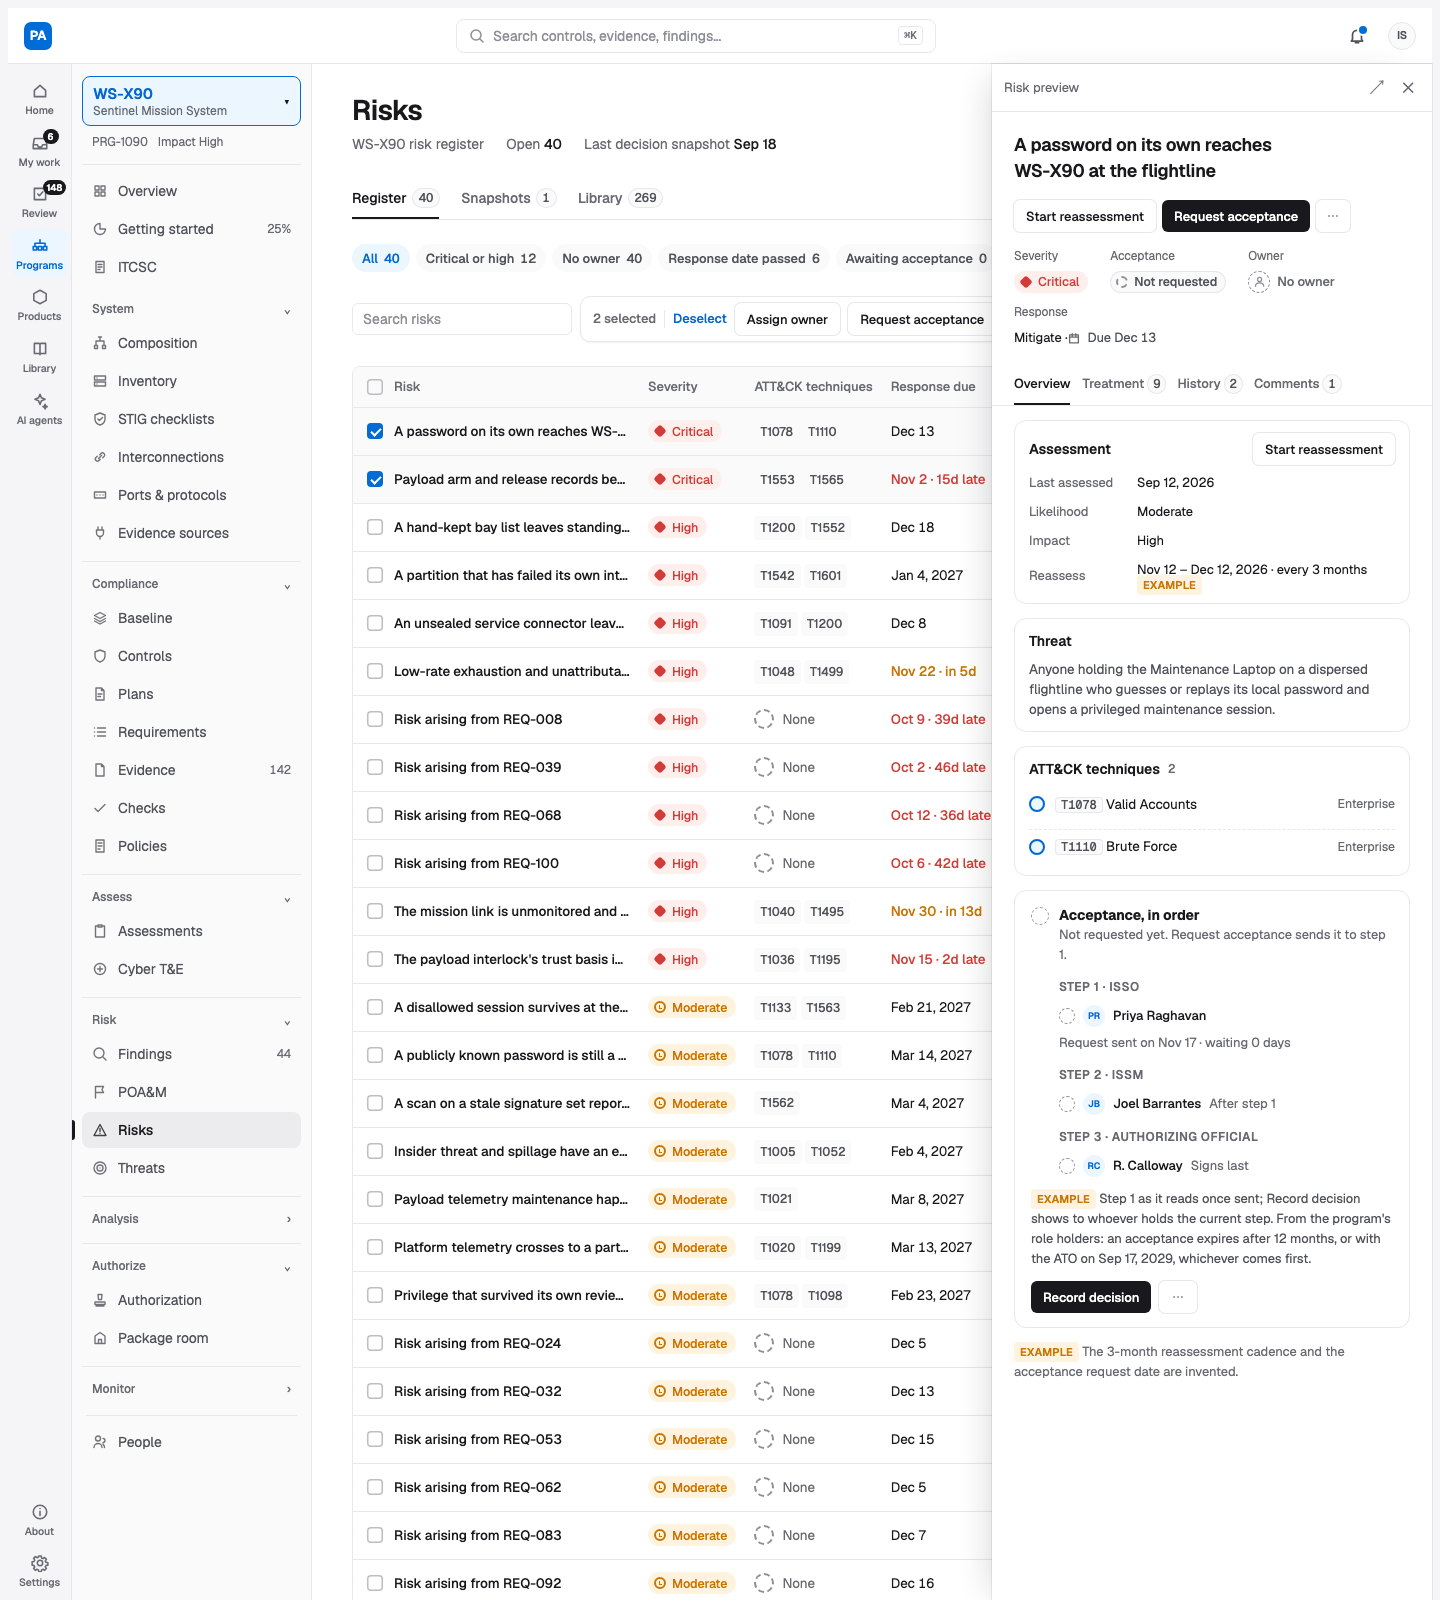 PA
Search controls, evidence, findings...
⌘K
IS
Home
6
My work
148
Review
Programs
Products
Library
AI agents
About
Settings
WS-X90
Sentinel Mission System
PRG-1090 Impact High
Overview
Getting started 25%
ITCSC
System
Composition
Inventory
STIG checklists
Interconnections
Ports & protocols
Evidence sources
Compliance
Baseline
Controls
Plans
Requirements
Evidence 142
Checks
Policies
Assess
Assessments
Cyber T&E
Risk
Findings 44
POA&M
Risks
Threats
Analysis
Authorize
Authorization
Package room
Monitor
People
Risks
WS-X90 risk register Open 40 Last decision snapshot Sep 18
Register 40 Snapshots 1 Library 269
All 40 Critical or high 12 No owner 40 Response date passed 6 Awaiting acceptance 0
Search risks 2 selected Deselect Assign owner Request acceptance
Risk Severity ATT&CK techniques Response due
A password on its own reaches WS-... Critical T1078 T1110 Dec 13
Payload arm and release records be... Critical T1553 T1565 Nov 2 · 15d late
A hand-kept bay list leaves standing... High T1200 T1552 Dec 18
A partition that has failed its own int... High T1542 T1601 Jan 4, 2027
An unsealed service connector leav... High T1091 T1200 Dec 8
Low-rate exhaustion and unattributa... High T1048 T1499 Nov 22 · in 5d
Risk arising from REQ-008 High None Oct 9 · 39d late
Risk arising from REQ-039 High None Oct 2 · 46d late
Risk arising from REQ-068 High None Oct 12 · 36d late
Risk arising from REQ-100 High None Oct 6 · 42d late
The mission link is unmonitored and ... High T1040 T1495 Nov 30 · in 13d
The payload interlock's trust basis i... High T1036 T1195 Nov 15 · 2d late
A disallowed session survives at the... Moderate T1133 T1563 Feb 21, 2027
A publicly known password is still a ... Moderate T1078 T1110 Mar 14, 2027
A scan on a stale signature set repor... Moderate T1562 Mar 4, 2027
Insider threat and spillage have an e... Moderate T1005 T1052 Feb 4, 2027
Payload telemetry maintenance hap... Moderate T1021 Mar 8, 2027
Platform telemetry crosses to a part... Moderate T1020 T1199 Mar 13, 2027
Privilege that survived its own revie... Moderate T1078 T1098 Feb 23, 2027
Risk arising from REQ-024 Moderate None Dec 5
Risk arising from REQ-032 Moderate None Dec 13
Risk arising from REQ-053 Moderate None Dec 15
Risk arising from REQ-062 Moderate None Dec 5
Risk arising from REQ-083 Moderate None Dec 7
Risk arising from REQ-092 Moderate None Dec 16
Risk preview
A password on its own reaches
WS-X90 at the flightline
Start reassessment Request acceptance ...
Severity Acceptance Owner
Critical Not requested No owner
Response
Mitigate · Due Dec 13
Overview Treatment 9 History 2 Comments 1
Assessment Start reassessment
Last assessed Sep 12, 2026
Likelihood Moderate
Impact High
Reassess Nov 12 – Dec 12, 2026 · every 3 months
EXAMPLE
Threat
Anyone holding the Maintenance Laptop on a dispersed
flightline who guesses or replays its local password and
opens a privileged maintenance session.
ATT&CK techniques 2
T1078 Valid Accounts Enterprise
T1110 Brute Force Enterprise
Acceptance, in order
Not requested yet. Request acceptance sends it to step
1.
STEP 1 · ISSO
PR Priya Raghavan
Request sent on Nov 17 · waiting 0 days
STEP 2 · ISSM
JB Joel Barrantes After step 1
STEP 3 · AUTHORIZING OFFICIAL
RC R. Calloway Signs last
EXAMPLE Step 1 as it reads once sent; Record decision
shows to whoever holds the current step. From the program's
role holders: an acceptance expires after 12 months, or with
the ATO on Sep 17, 2029, whichever comes first.
Record decision ...
EXAMPLE The 3-month reassessment cadence and the
acceptance request date are invented.